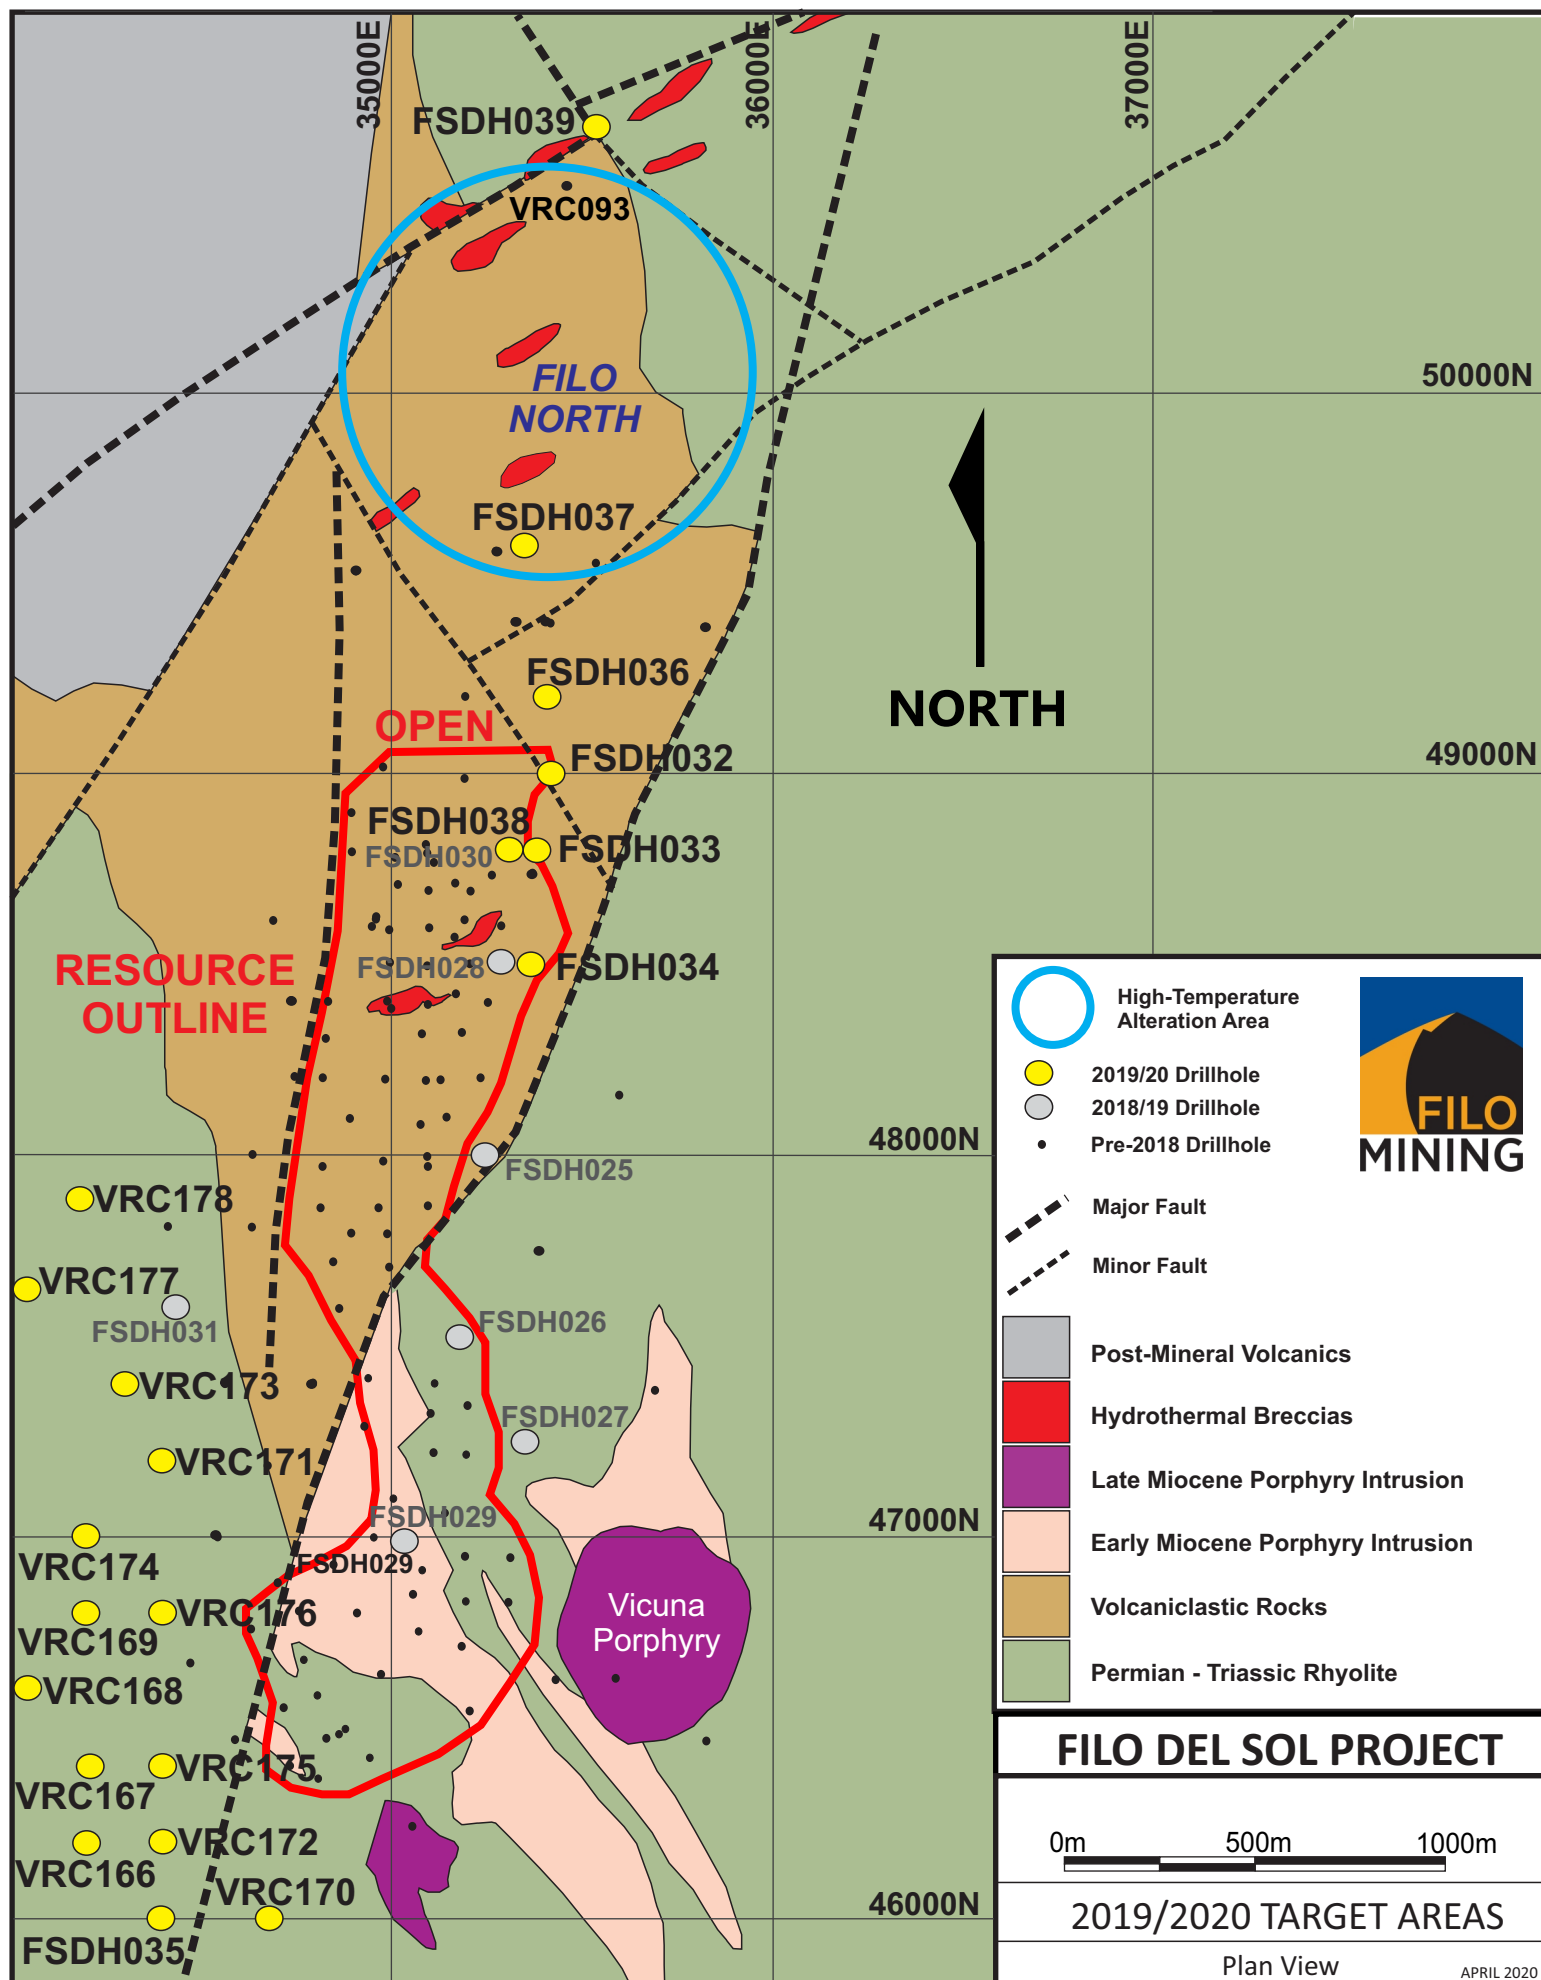 35000E
36000E
37000E
FSDH039
VRC093
FILO
NORTH
50000N
FSDH037
FSDH036
NORTH
OPEN
FSDH032
49000N
FSDH038
FSDH030
FSDH033
RESOURCE
OUTLINE
FSDH028
FSDH034
48000N
FSDH025
VRC178
VRC177
FSDH031
FSDH026
VRC173
FSDH027
VRC171
FSDH029
47000N
VRC174
FSDH029
VRC176
VRC169
Vicuna
Porphyry
VRC168
VRC175
VRC167
VRC172
VRC166
VRC170
46000N
FSDH035
High-Temperature
Alteration Area
2019/20 Drillhole
2018/19 Drillhole
Pre-2018 Drillhole
FILO
MINING
Major Fault
Minor Fault
Post-Mineral Volcanics
Hydrothermal Breccias
Late Miocene Porphyry Intrusion
Early Miocene Porphyry Intrusion
Volcaniclastic Rocks
Permian - Triassic Rhyolite
FILO DEL SOL PROJECT
0m 500m 1000m
2019/2020 TARGET AREAS
Plan View
APRIL 2020